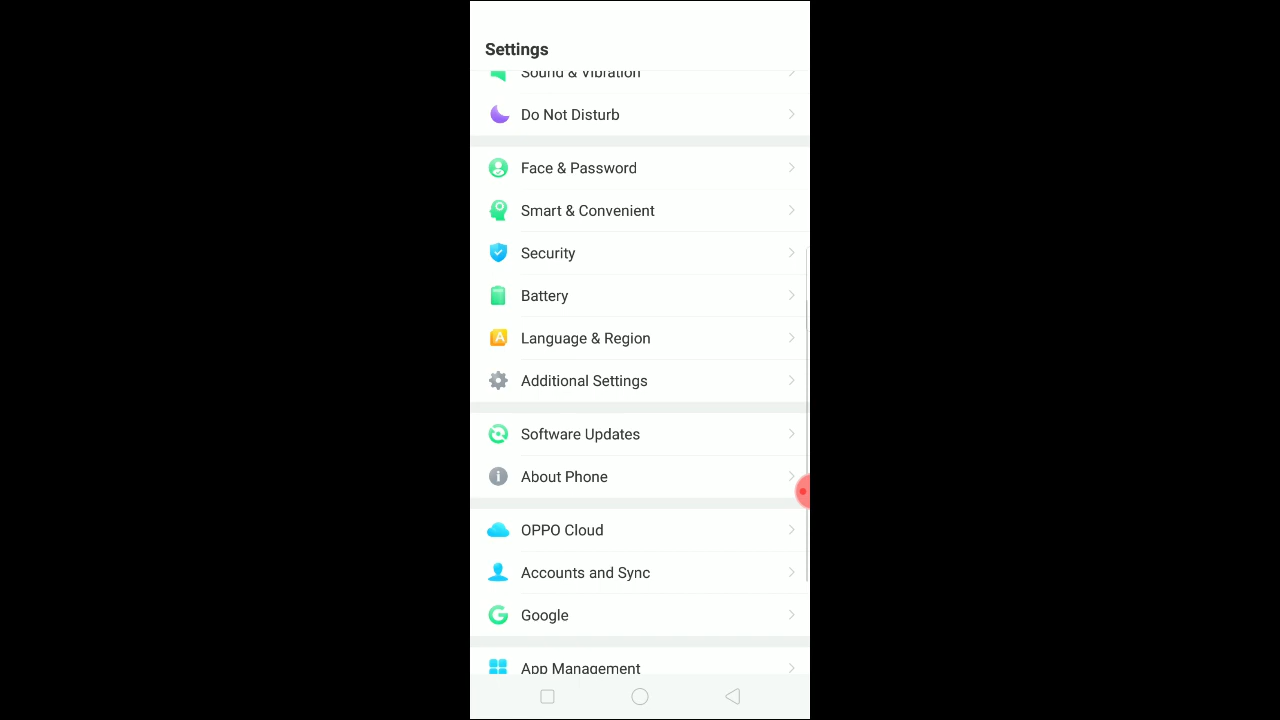 Settings
Sound & Vibration
Do Not Disturb
Face & Password
Smart & Convenient
Security
Battery
Language & Region
Additional Settings
Software Updates
About Phone
OPPO Cloud
Accounts and Sync
Google
App Management